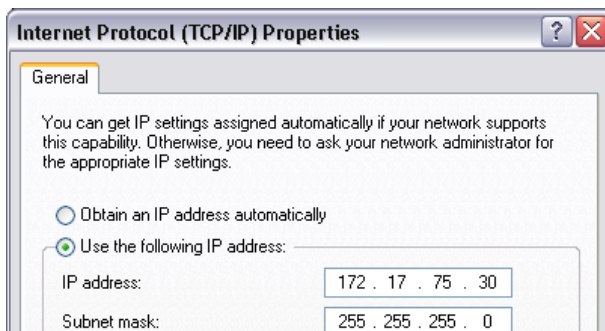 Internet Protocol (TCP/IP) Properties
General
You can get IP settings assigned automatically if your network supports
this capability. Otherwise, you need to ask your network administrator for
the appropriate IP settings.
Obtain an IP address automatically
Use the following IP address:
IP address: 172 . 17 . 75 . 30
Subnet mask: 255 . 255 . 255 . 0